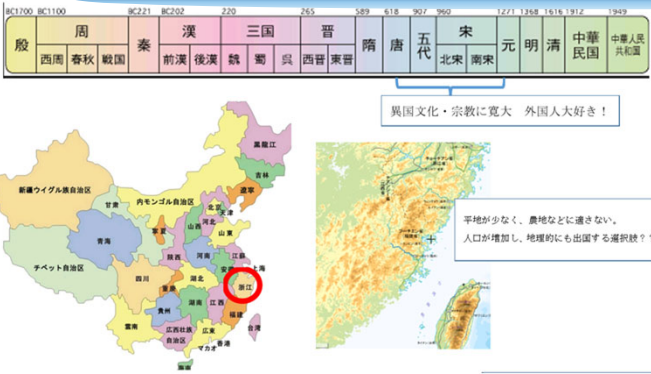 BC1700 BC1100 BC221 BC202 220 265 589 618 907 960 1271 1368 1616 1912 1949
殷 周 秦 漢 三国 晋 隋 唐 五代 宋 元 明 清 中華民国 中華人民共和国
西周 春秋 戦国 前漢 後漢 魏 蜀 呉 西晋 東晋 北宋 南宋
異国文化・宗教に寛大 外国人大好き！
黒龍江
吉林
遼寧
新疆ウイグル族自治区
内モンゴル自治区
北京
天津
甘粛
河北
山西
山東
寧夏
青海
陝西
河南
江蘇
チベット自治区
安徽
上海
四川
湖北
重慶
浙江
湖南
江西
貴州
福建
雲南
広西壮族自治区
広東
台湾
香港
マカオ
海南
平地が少なく、農地などに適さない。
人口が増加し、地理的にも出国する選択肢？